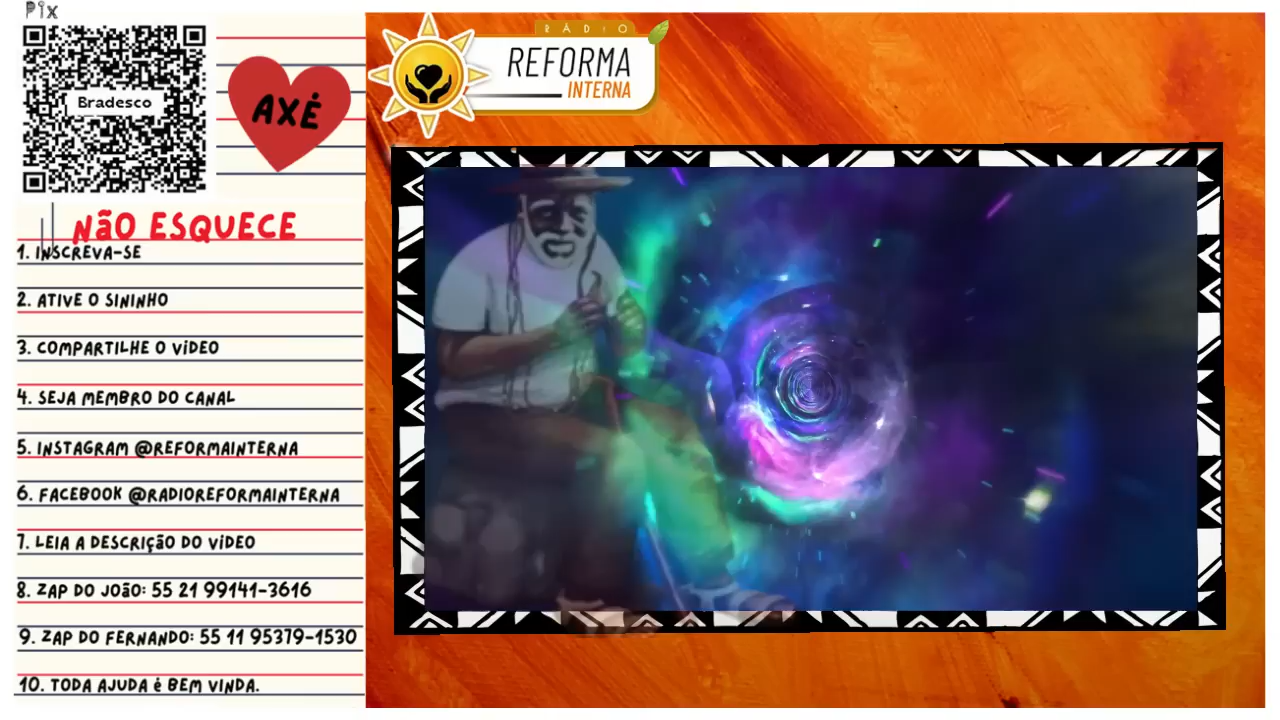 Pix
Bradesco
AXÉ
NÃO ESQUECE
1. INSCREVA-SE
2. ATIVE O SININHO
3. COMPARTILHE O VÍDEO
4. SEJA MEMBRO DO CANAL
5. INSTAGRAM @REFORMAINTERNA
6. FACEBOOK @RADIOREFORMAINTERNA
7. LEIA A DESCRIÇÃO DO VÍDEO
8. ZAP DO JOÃO: 55 21 99141-3616
9. ZAP DO FERNANDO: 55 11 95379-1530
10. TODA AJUDA É BEM VINDA.
RÁDIO
REFORMA
INTERNA